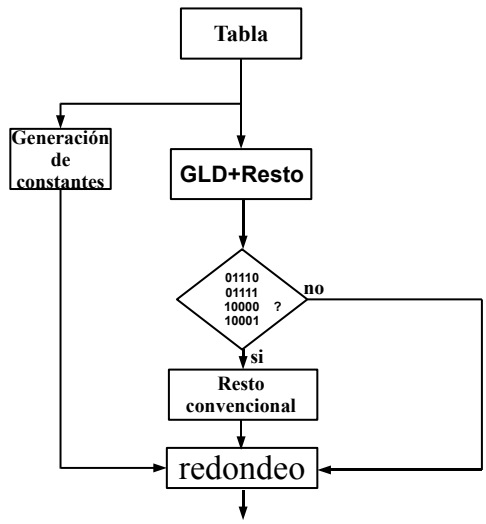 Tabla
Generación
de
constantes
GLD+Resto
01110
01111
10000 ?
10001
no
si
Resto
convencional
redondeo